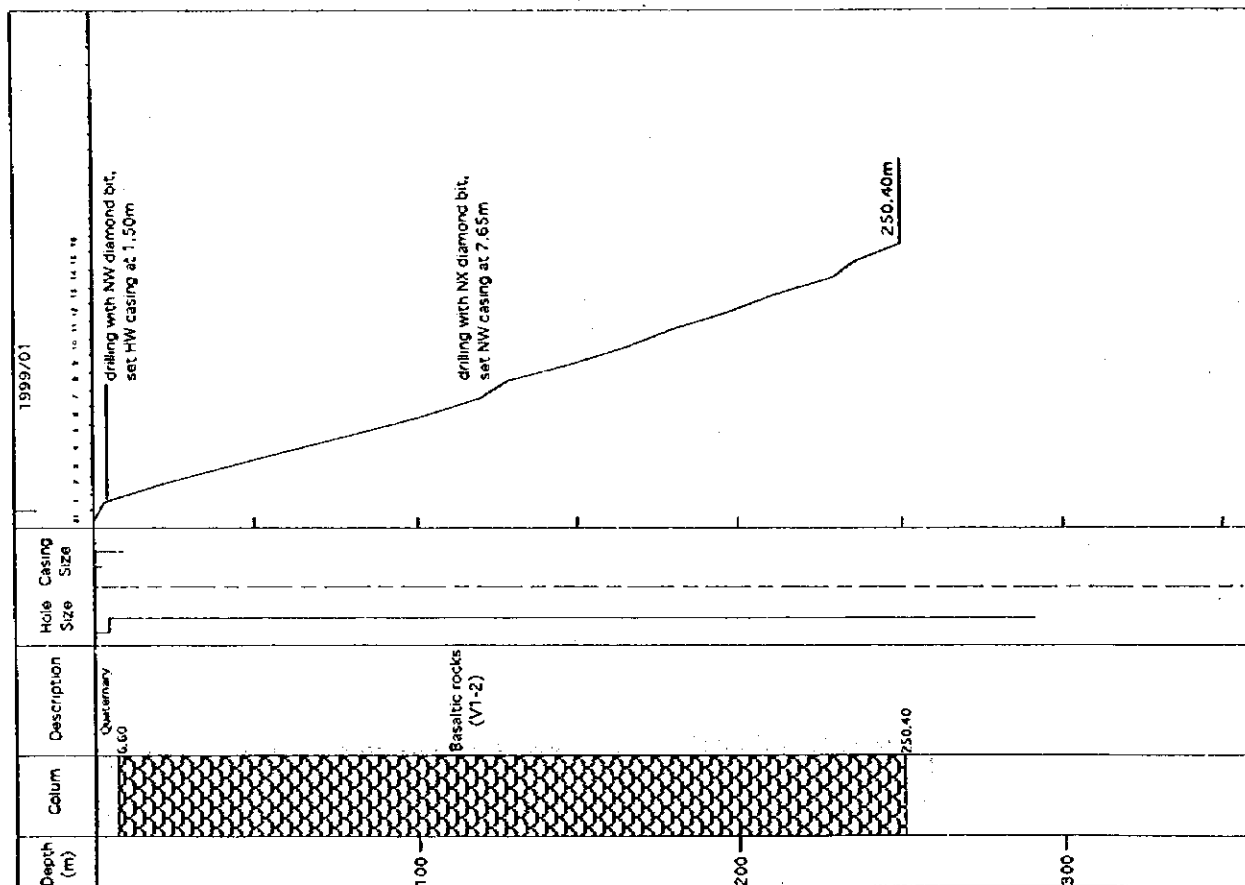 Depth
(m)
Colum
Description
Hole
Size
Casing
Size
1999/01
Quaternary
6.60
Basaltic rocks
(V1-2)
250.40
drilling with NW diamond bit,
set HW casing at 1.50m
drilling with NX diamond bit,
set NW casing at 7.65m
250.40m
100
200
300